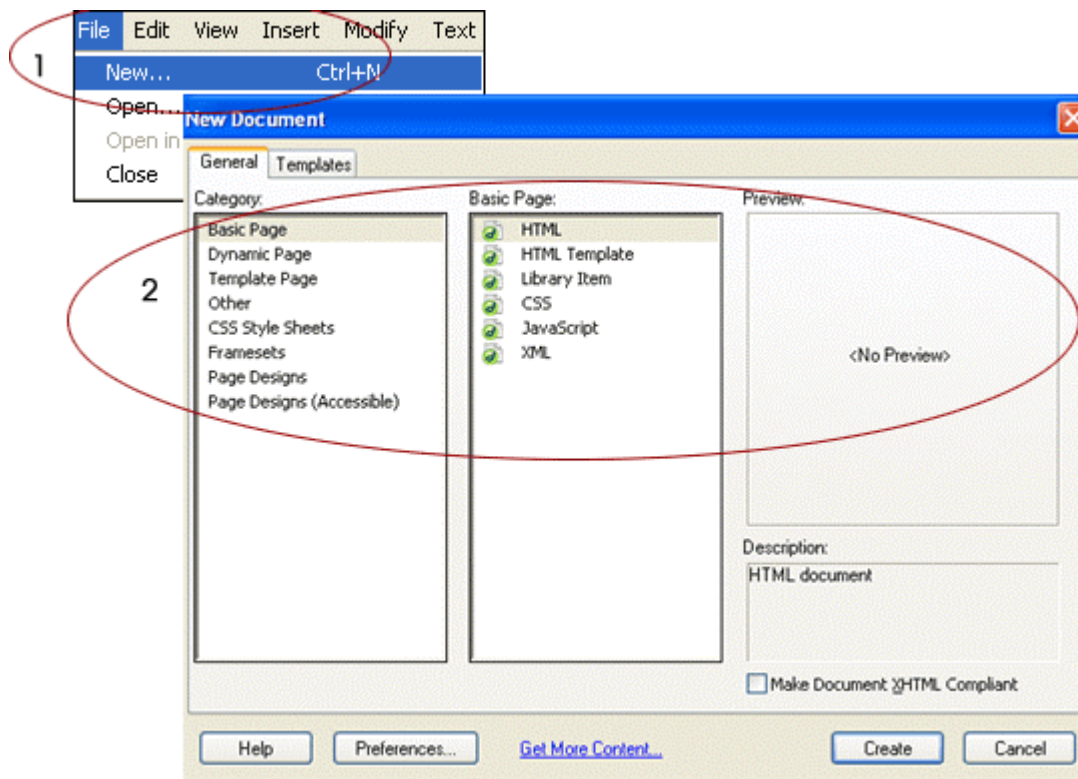 File Edit View Insert Modify Text
1
New... Ctrl+N
Open...
Open in
Close
New Document
General Templates
Category:
Basic Page
Dynamic Page
Template Page
Other
CSS Style Sheets
Framesets
Page Designs
Page Designs (Accessible)
2
Basic Page:
HTML
HTML Template
Library Item
CSS
JavaScript
XML
Preview:
<No Preview>
Description:
HTML document
Make Document XHTML Compliant
Help Preferences... Get More Content... Create Cancel